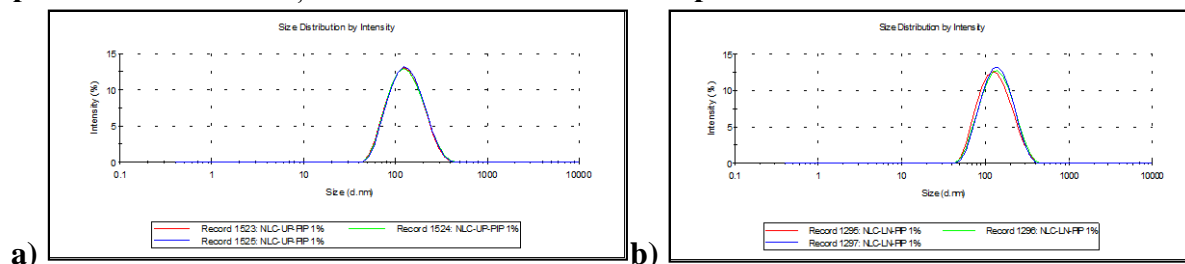 Size Distribution by Intensity
15
10
5
0
Intensity (%)
0.1 1 10 100 1000 10000
Size (d.nm)
Record 1523: NLC-UP-PIP 1% Record 1524: NLC-UP-PIP 1%
Record 1525: NLC-UP-PIP 1%
a)
Size Distribution by Intensity
15
10
5
0
Intensity (%)
0.1 1 10 100 1000 10000
Size (d.nm)
Record 1295: NLC-LN-PIP 1% Record 1296: NLC-LN-PIP 1%
Record 1297: NLC-LN-PIP 1%
b)